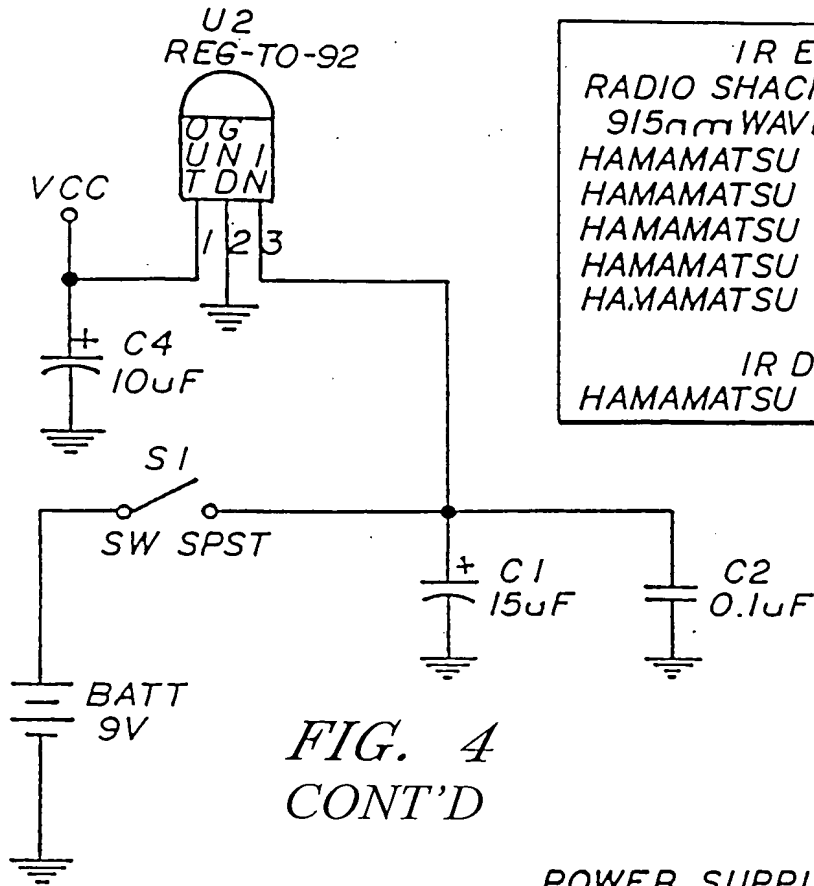 U2
REG-TO-92
O G
U N I
T D N
VCC
1 2 3
+ C4
10uF
S1
SW SPST
+ C1
15uF
C2
0.1uF
BATT
9V
FIG. 4
CONT'D
IR E
RADIO SHAC
915nm WAV
HAMAMATSU
HAMAMATSU
HAMAMATSU
HAMAMATSU
HAMAMATSU
IR D
HAMAMATSU
POWER SUPPL